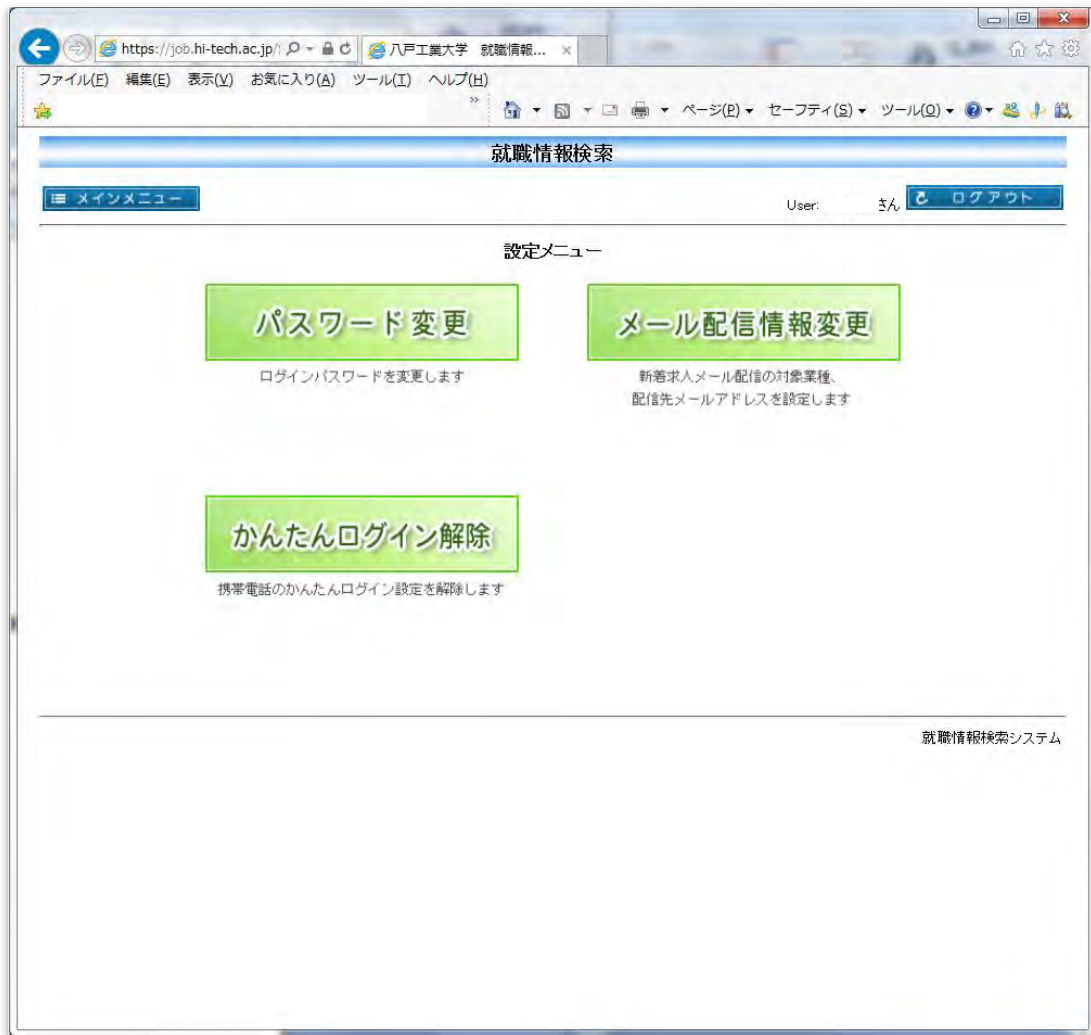 https://job.hi-tech.ac.jp/
八戸工業大学 就職情報...
ファイル(F) 編集(E) 表示(V) お気に入り(A) ツール(T) ヘルプ(H)
ページ(P) セーフティ(S) ツール(O)
就職情報検索
メインメニュー
User: さん
ログアウト
設定メニュー
パスワード変更
メール配信情報変更
ログインパスワードを変更します
新着求人メール配信の対象業種、
配信先メールアドレスを設定します
かんたんログイン解除
携帯電話のかんたんログイン設定を解除します
就職情報検索システム